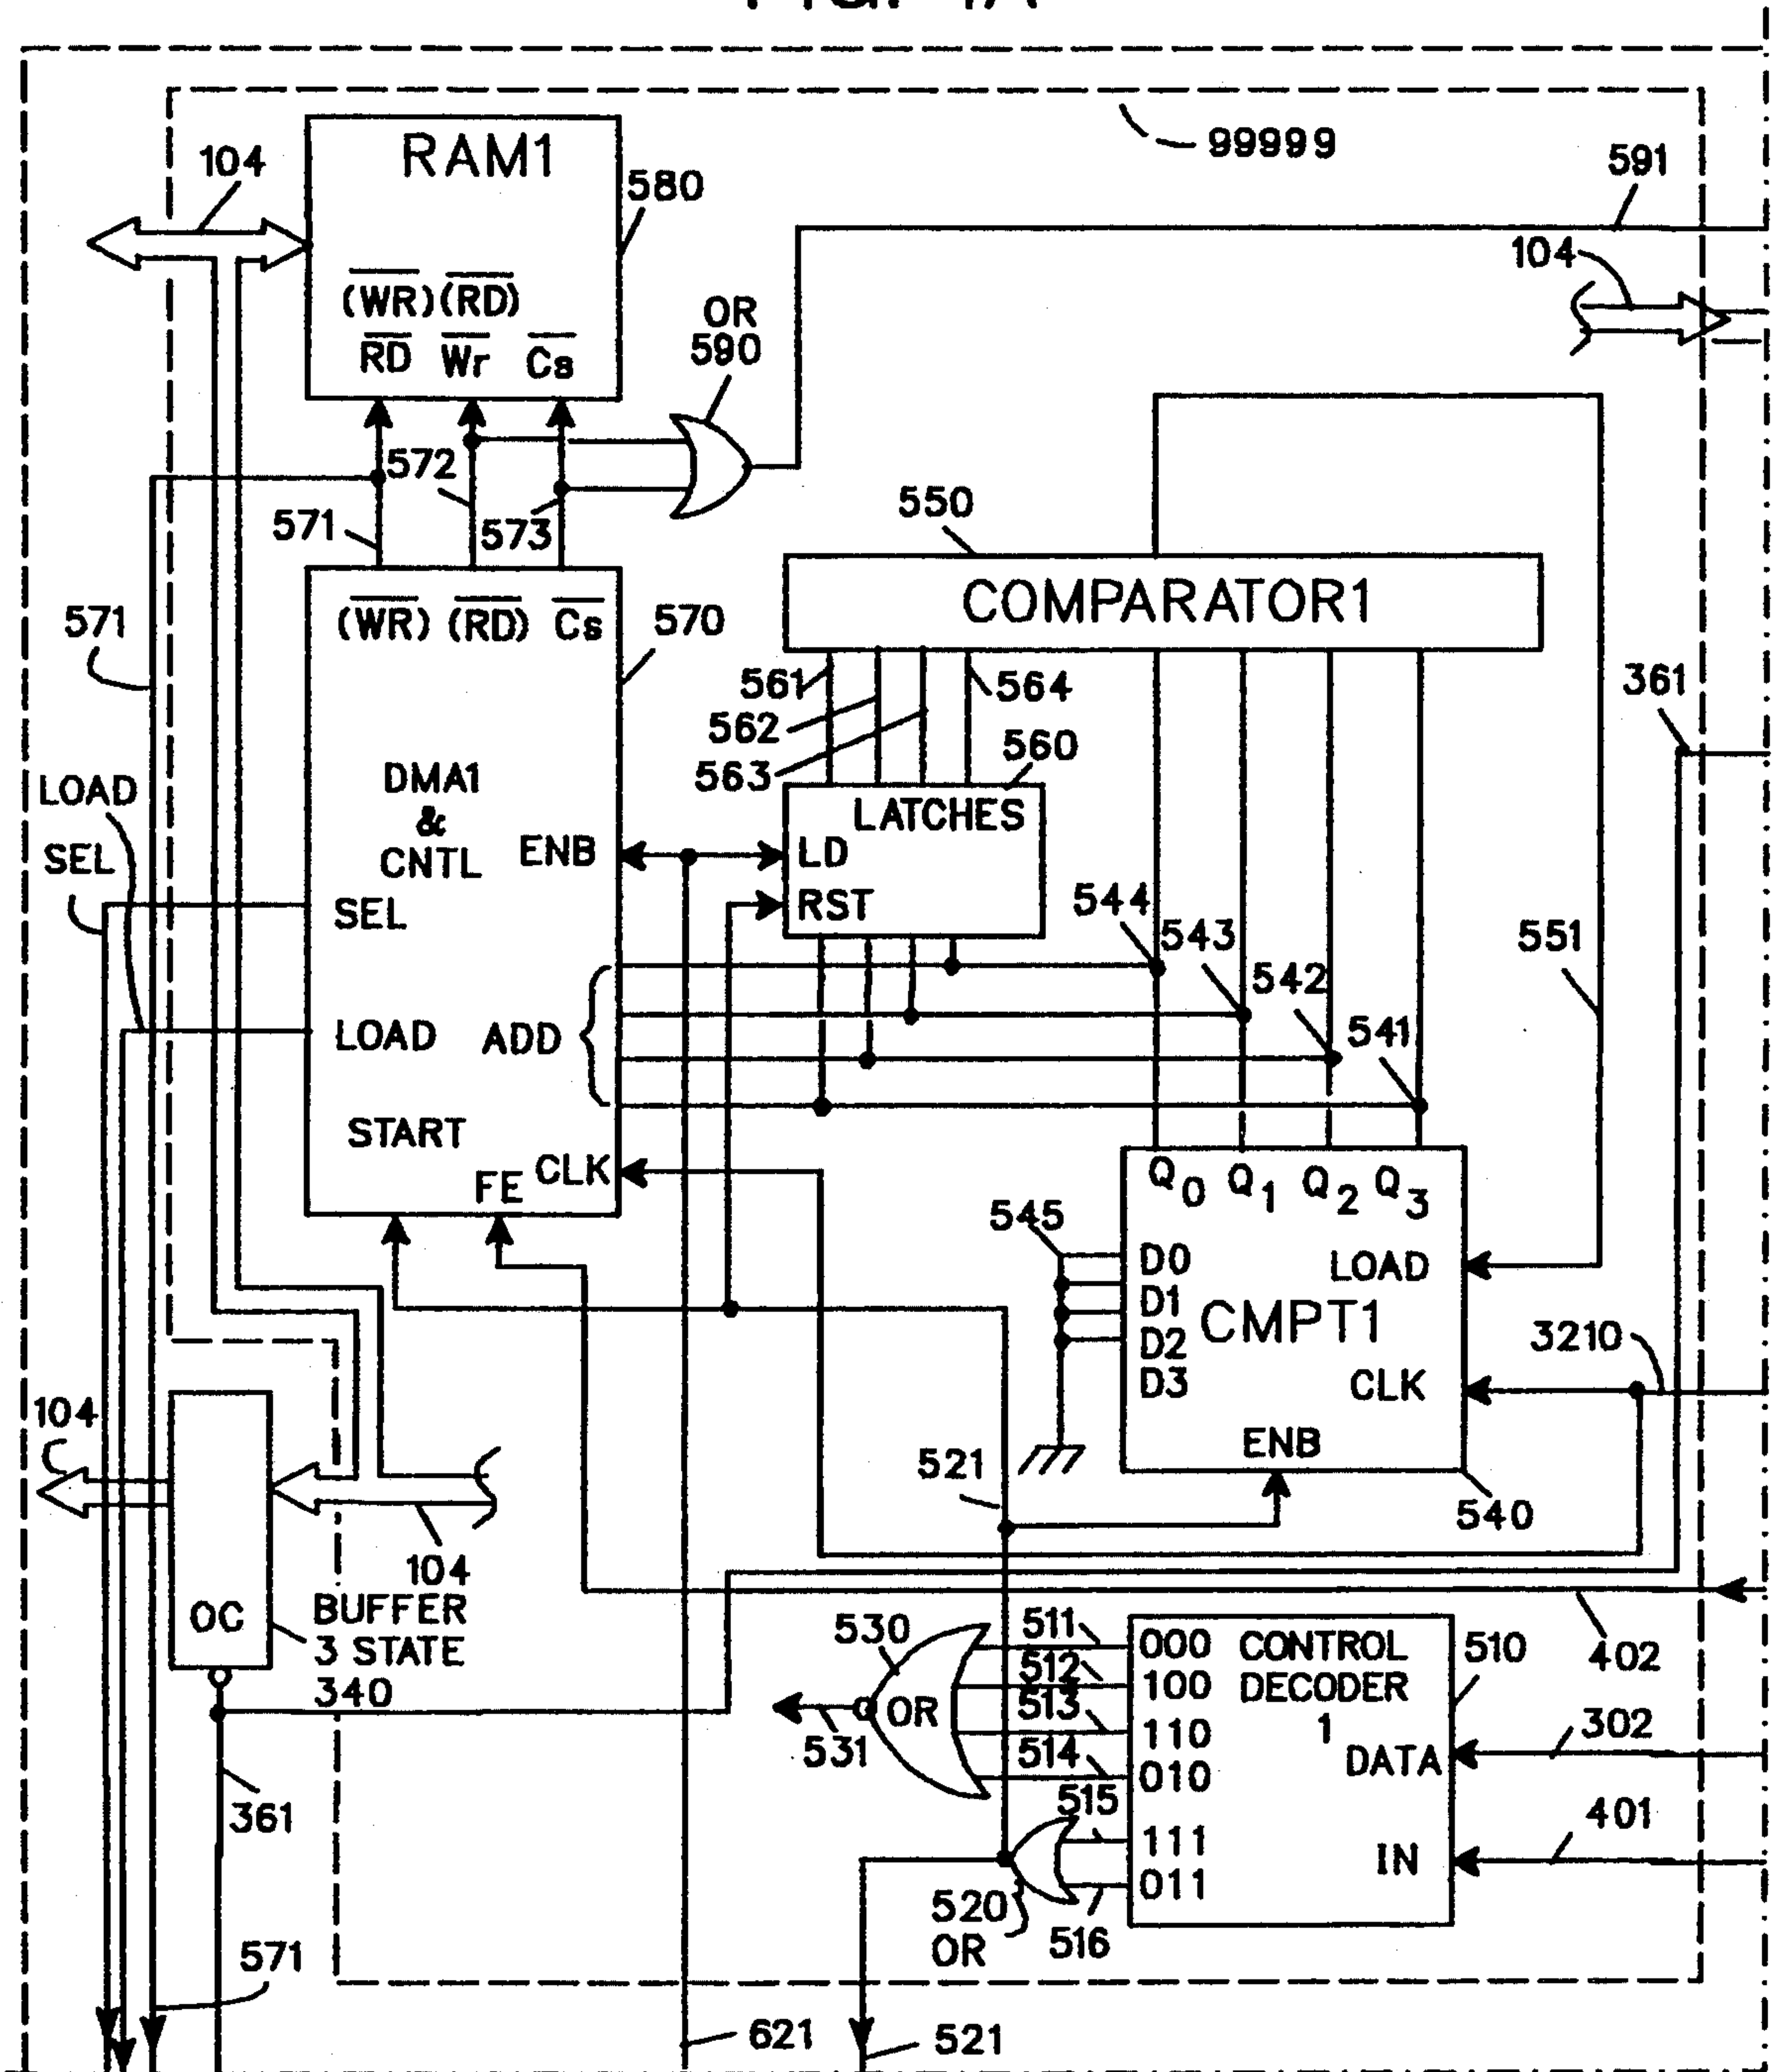 99999
591
104
RAM1
580
104
(WR)(RD)
RD Wr Cs
OR
590
572
571
573
550
COMPARATOR1
(WR) (RD) Cs
570
571
561
564
562
563
560
361
LOAD
SEL
DMA1
&
CNTL
ENB
LATCHES
LD
RST
SEL
544
543
542
541
551
LOAD
ADD
START
FE
CLK
Q0 Q1 Q2 Q3
545
D0
D1
D2
D3
LOAD
CMPT1
CLK
3210
ENB
540
521
104
104
OC
BUFFER
3 STATE
340
530
511
512
513
514
515
516
000
100
110
010
111
011
CONTROL
DECODER
1
510
402
302
DATA
401
IN
OR
531
520
OR
361
571
621
521